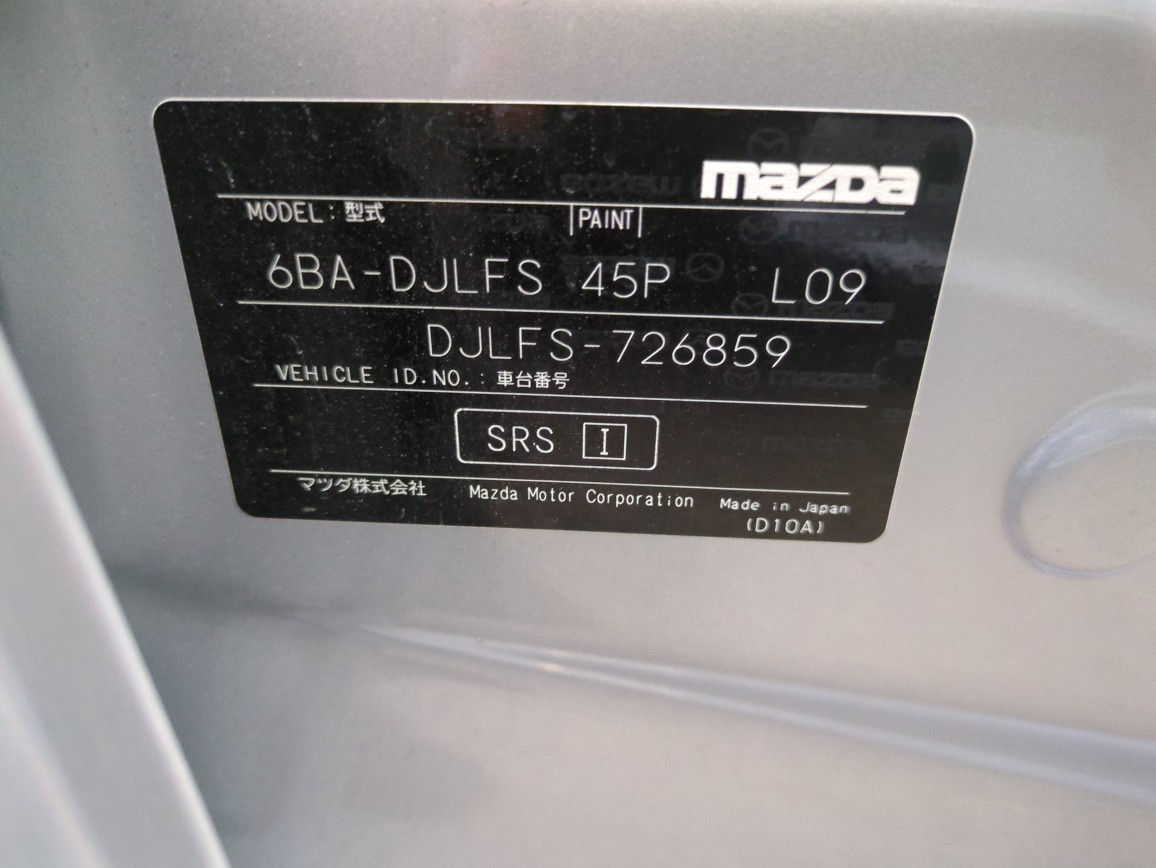 mazda
MODEL: 型式 PAINT
6BA-DJLFS 45P L09
DJLFS-726859
VEHICLE ID.NO.: 車台番号
SRS I
マツダ株式会社 Mazda Motor Corporation Made in Japan
(D10A)